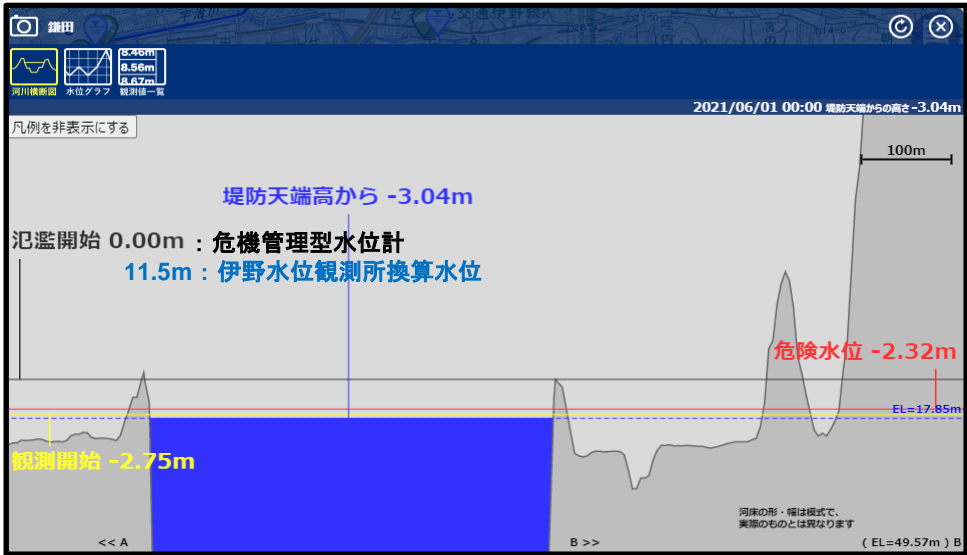 鎌田
8.46m
8.56m
8.67m
河川横断図 水位グラフ 観測値一覧
2021/06/01 00:00 堤防天端からの高さ-3.04m
凡例を非表示にする
100m
堤防天端高から -3.04m
氾濫開始 0.00m：危機管理型水位計
11.5m：伊野水位観測所換算水位
危険水位 -2.32m
EL=17.85m
観測開始 -2.75m
河床の形・幅は模式で、
実際のものとは異なります
<< A
B >>
( EL=49.57m ) B